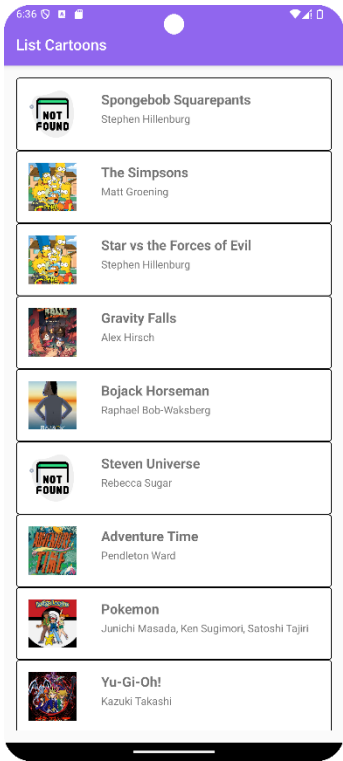 6:36
List Cartoons
NOT FOUND
Spongebob Squarepants
Stephen Hillenburg
The Simpsons
Matt Groening
Star vs the Forces of Evil
Stephen Hillenburg
Gravity Falls
Alex Hirsch
Bojack Horseman
Raphael Bob-Waksberg
NOT FOUND
Steven Universe
Rebecca Sugar
ADVENTURE TIME
Adventure Time
Pendleton Ward
Pokemon
Junichi Masada, Ken Sugimori, Satoshi Tajiri
Yu-Gi-Oh!
Kazuki Takashi